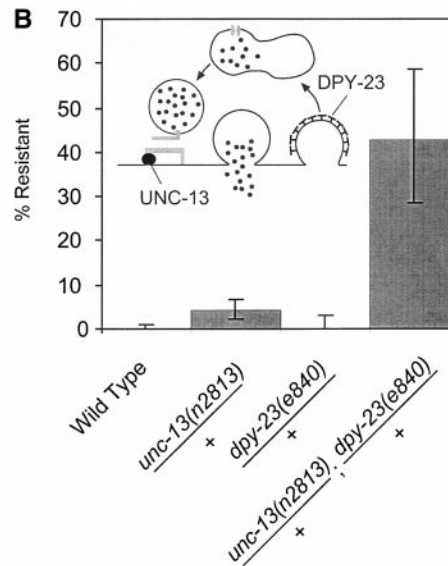 B
70
60
50
40
30
20
10
0
% Resistant
DPY-23
UNC-13
Wild Type
unc-13(n2813)
+
dpy-23(e840)
+
unc-13(n2813) ; dpy-23(e840)
+ +